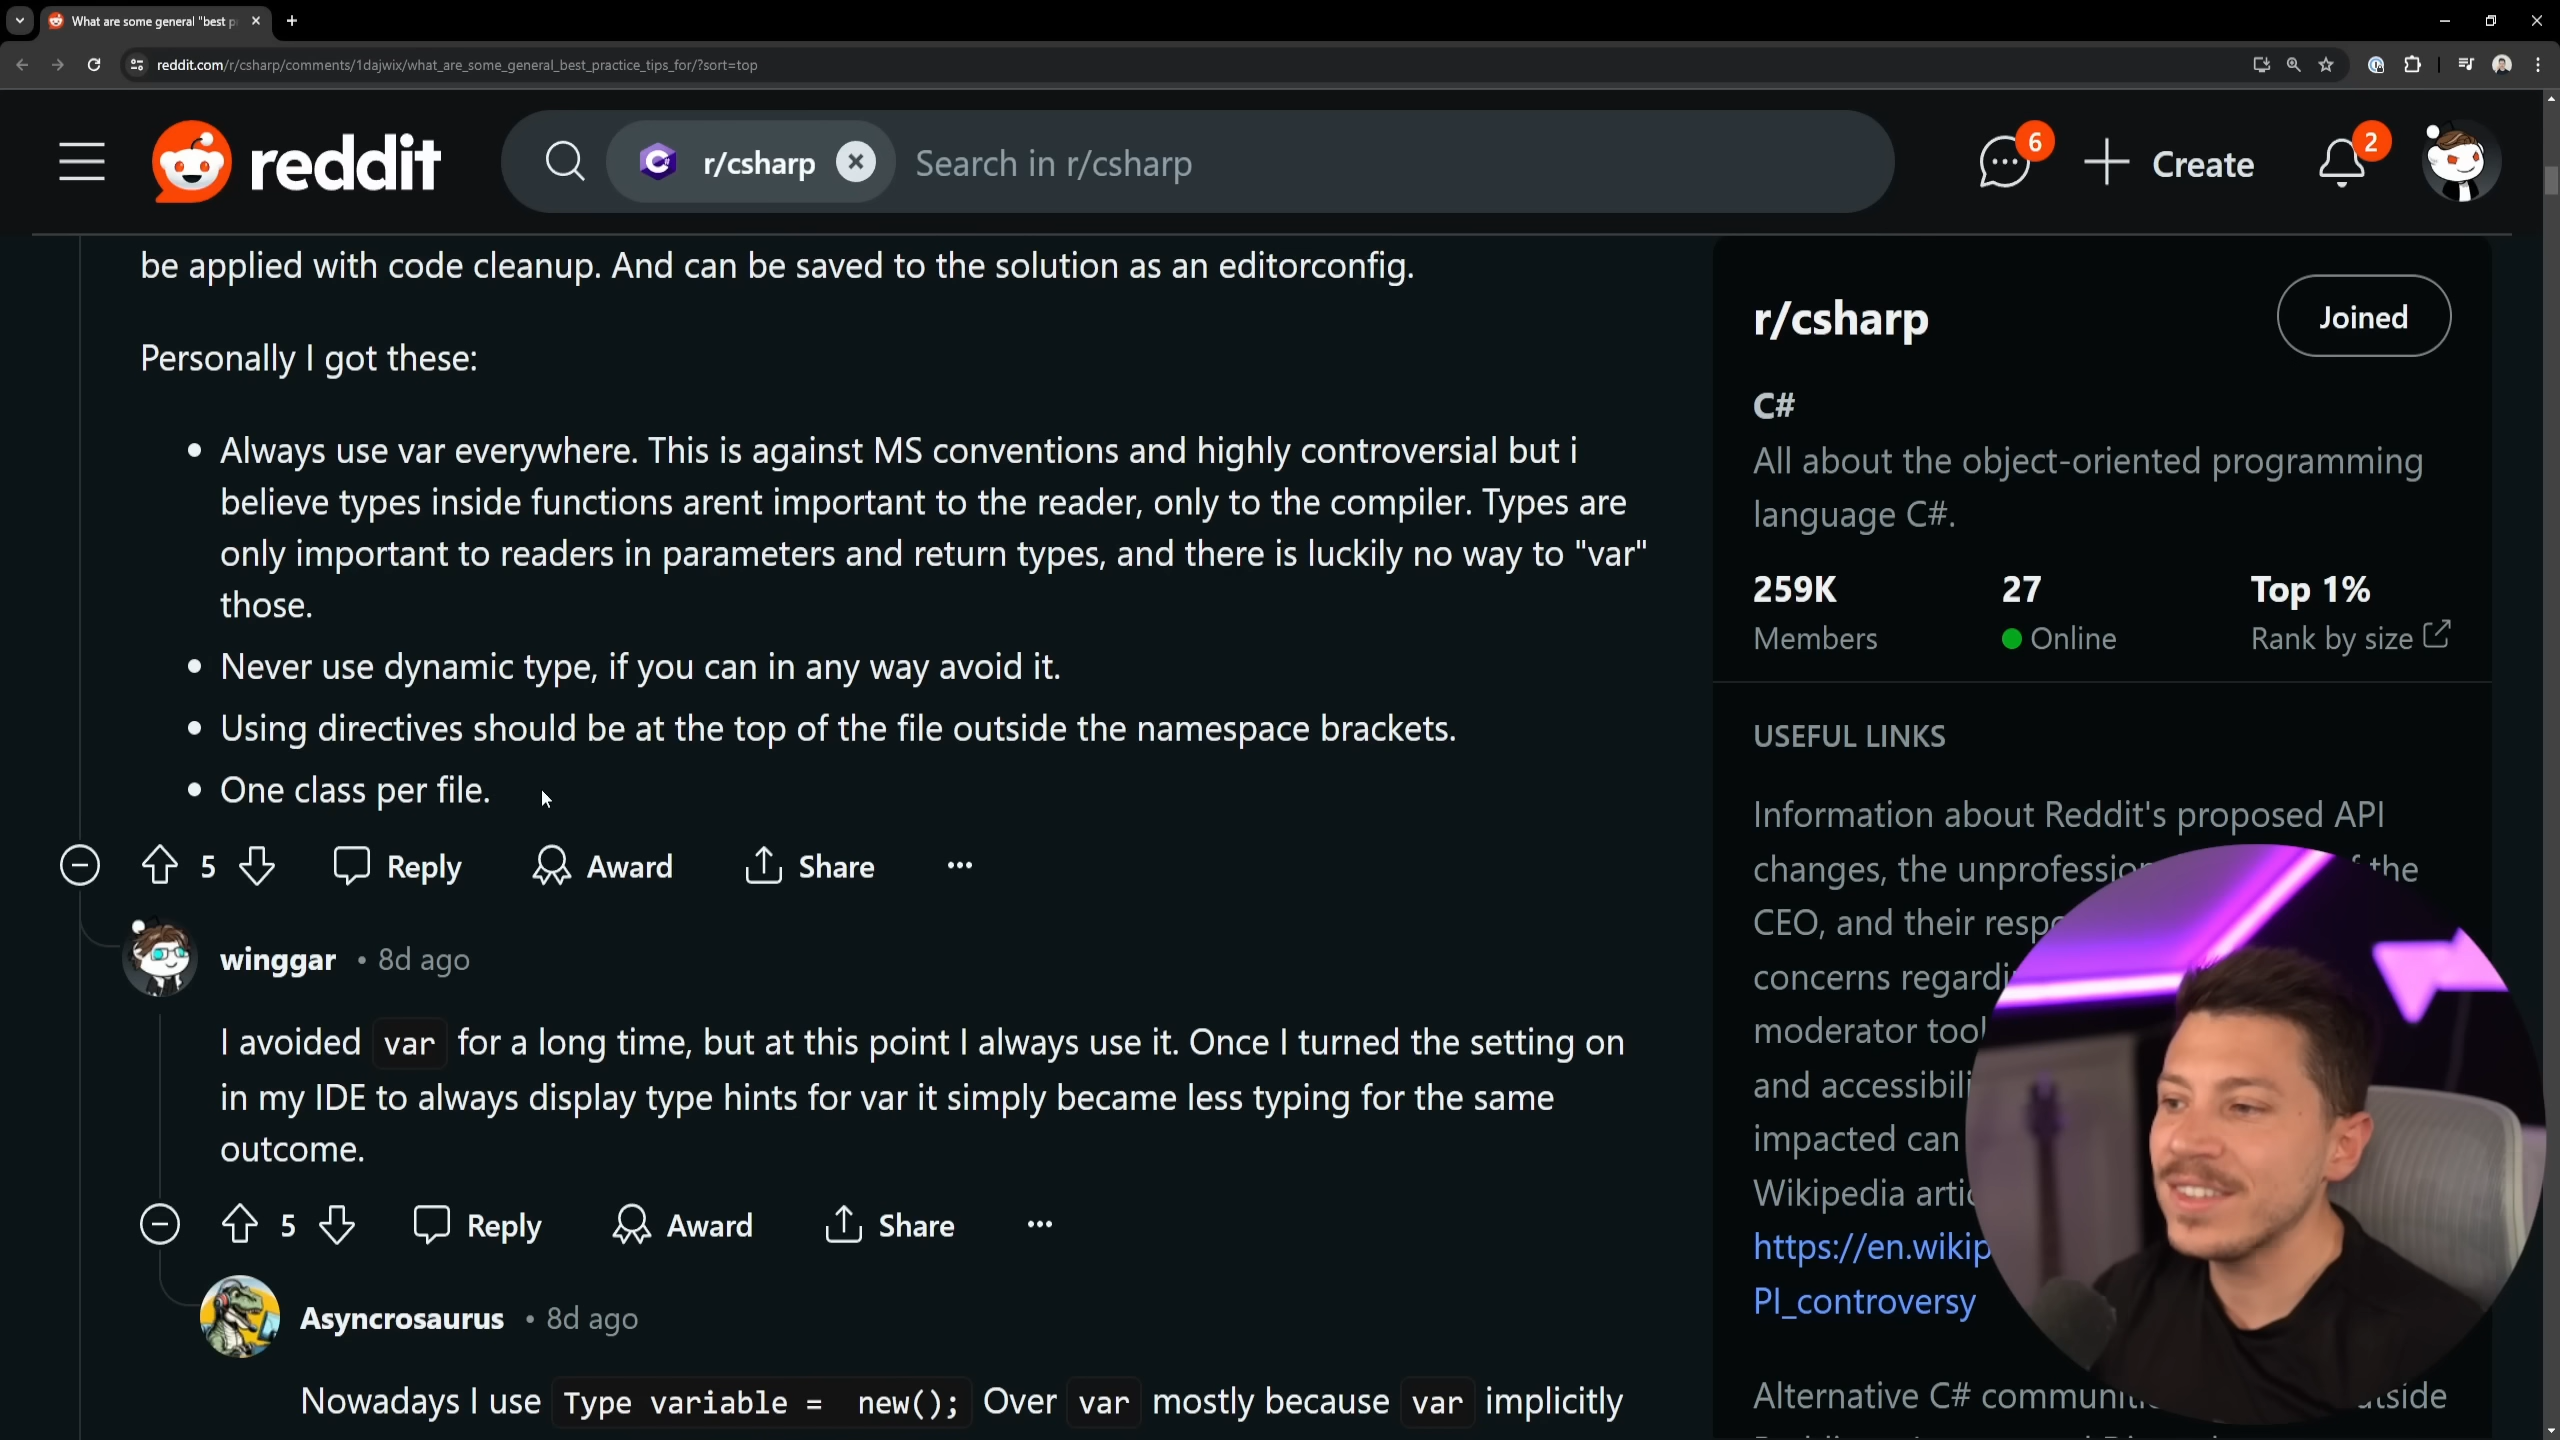 What are some general "best p
reddit.com/r/csharp/comments/1dajwix/what_are_some_general_best_practice_tips_for/?sort=top
reddit
r/csharp
Search in r/csharp
6
Create
2
be applied with code cleanup. And can be saved to the solution as an editorconfig.
Personally I got these:
• Always use var everywhere. This is against MS conventions and highly controversial but i
believe types inside functions arent important to the reader, only to the compiler. Types are
only important to readers in parameters and return types, and there is luckily no way to "var"
those.
• Never use dynamic type, if you can in any way avoid it.
• Using directives should be at the top of the file outside the namespace brackets.
• One class per file.
5 Reply Award Share
winggar • 8d ago
I avoided var for a long time, but at this point I always use it. Once I turned the setting on
in my IDE to always display type hints for var it simply became less typing for the same
outcome.
5 Reply Award Share
Asyncrosaurus • 8d ago
Nowadays I use Type variable = new(); Over var mostly because var implicitly
r/csharp
Joined
C#
All about the object-oriented programming
language C#.
259K 27 Top 1%
Members Online Rank by size
USEFUL LINKS
Information about Reddit's proposed API
changes, the the
CEO, and their
concerns
moderator
and
impacted can
Wikipedia
https://en.wikip
PI_controversy
Alternative C#